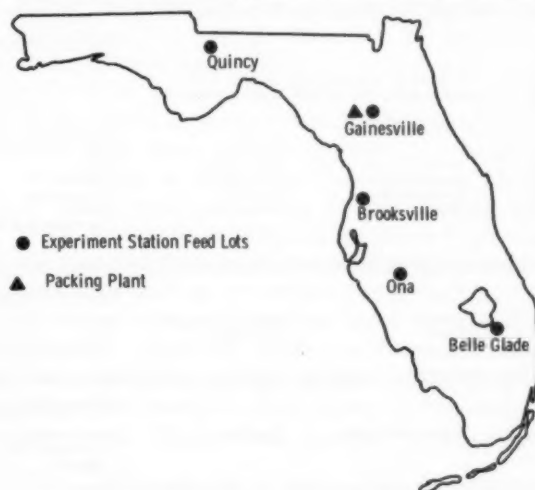 Quincy
Gainesville
Brooksville
Experiment Station Feed Lots
Packing Plant
Ona
Belle Glade